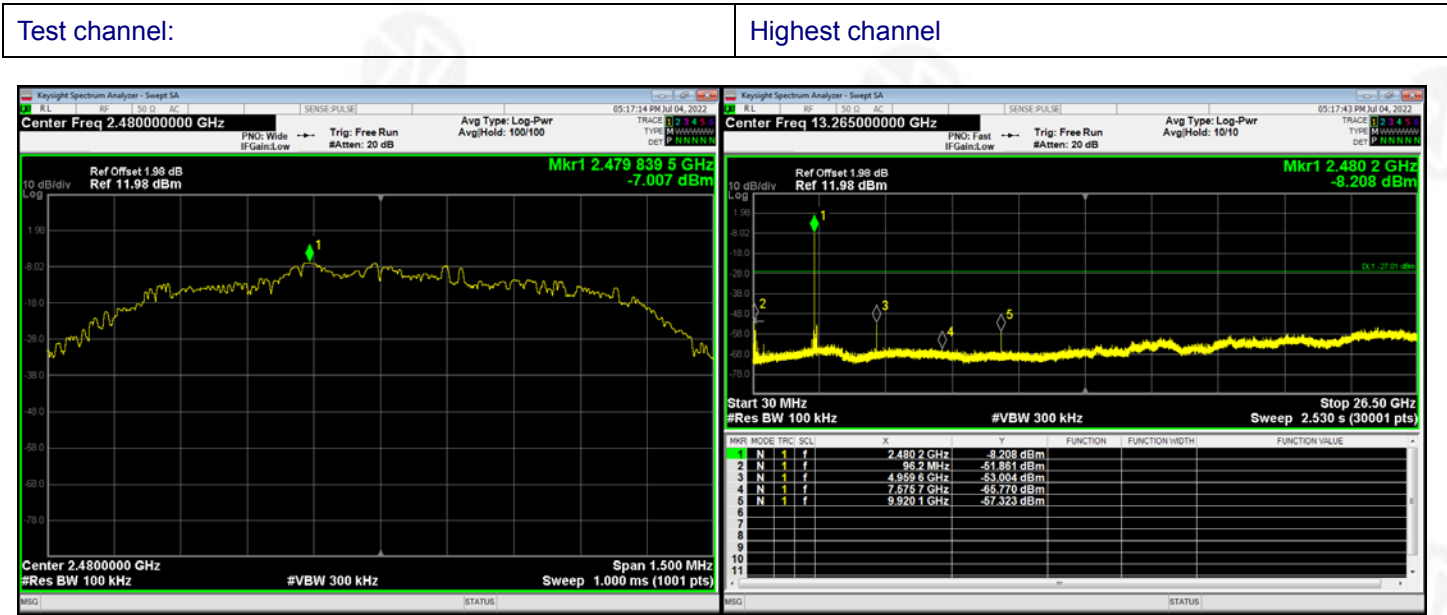 Test channel: Highest channel
Keysight Spectrum Analyzer - Swept SA
RL RF 50 Ω AC SENSE:PULSE 05:17:14 PM Jul 04, 2022
Center Freq 2.480000000 GHz
PNO: Wide Trig: Free Run Avg Type: Log-Pwr TRACE 1 2 3 4 5 6
IFGain:Low #Atten: 20 dB Avg|Hold: 100/100 TYPE M WWWWW
DET P N N N N N
Mkr1 2.479 839 5 GHz
-7.007 dBm
Ref Offset 1.98 dB
10 dB/div Ref 11.98 dBm
Log
1.98
1
-8.02
-18.0
-28.0
-38.0
-48.0
-58.0
-68.0
-78.0
Center 2.4800000 GHz Span 1.500 MHz
#Res BW 100 kHz #VBW 300 kHz Sweep 1.000 ms (1001 pts)
MSG STATUS
Keysight Spectrum Analyzer - Swept SA
RL RF 50 Ω AC SENSE:PULSE 05:17:43 PM Jul 04, 2022
Center Freq 13.265000000 GHz
PNO: Fast Trig: Free Run Avg Type: Log-Pwr TRACE 1 2 3 4 5 6
IFGain:Low #Atten: 20 dB Avg|Hold: 10/10 TYPE M WWWWW
DET P N N N N N
Mkr1 2.480 2 GHz
-8.208 dBm
Ref Offset 1.98 dB
10 dB/div Ref 11.98 dBm
Log
1.98
1
-8.02
-18.0
-28.0
DL1 -27.01 dBm
-38.0
2 3
-48.0
5
-58.0
4
-68.0
-78.0
Start 30 MHz Stop 26.50 GHz
#Res BW 100 kHz #VBW 300 kHz Sweep 2.530 s (30001 pts)
MKR MODE TRC SCL X Y FUNCTION FUNCTION WIDTH FUNCTION VALUE
1 N 1 f 2.480 2 GHz -8.208 dBm
2 N 1 f 96.2 MHz -51.861 dBm
3 N 1 f 4.959 6 GHz -53.004 dBm
4 N 1 f 7.575 7 GHz -65.770 dBm
5 N 1 f 9.920 1 GHz -57.323 dBm
6
7
8
9
10
11
MSG STATUS